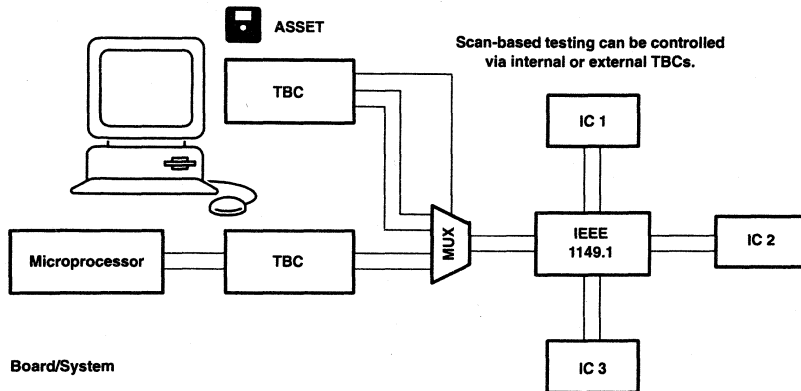 ASSET
Scan-based testing can be controlled
via internal or external TBCs.
TBC
IC 1
MUX
IEEE
1149.1
IC 2
Microprocessor
TBC
IC 3
Board/System